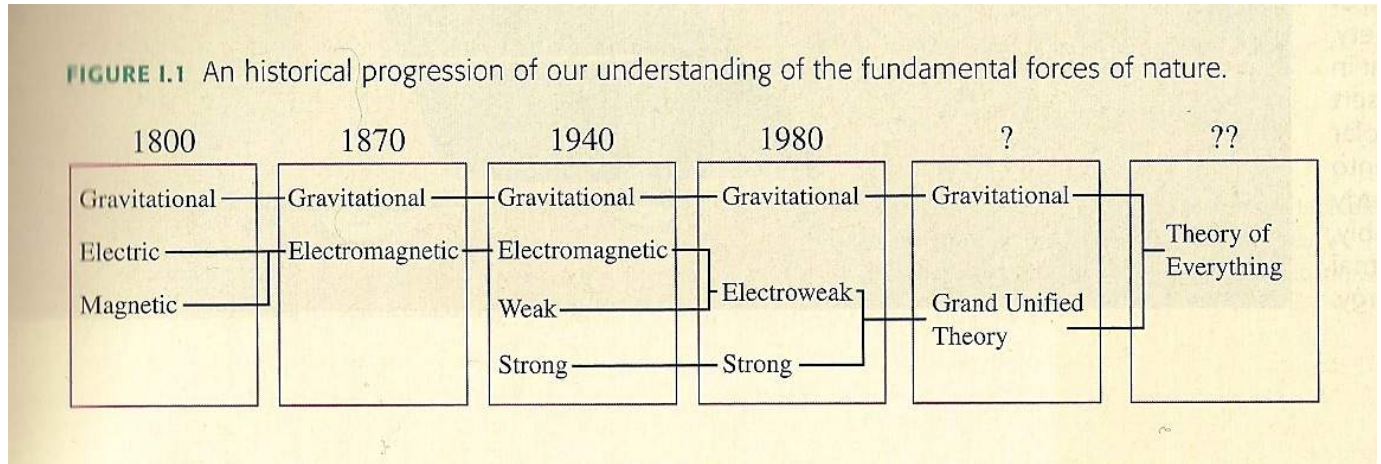 FIGURE I.1 An historical progression of our understanding of the fundamental forces of nature.
1800 1870 1940 1980 ? ??
Gravitational Gravitational Gravitational Gravitational Gravitational
Electric Electromagnetic Electromagnetic Theory of
Everything
Magnetic Weak Electroweak Grand Unified
Theory
Strong Strong